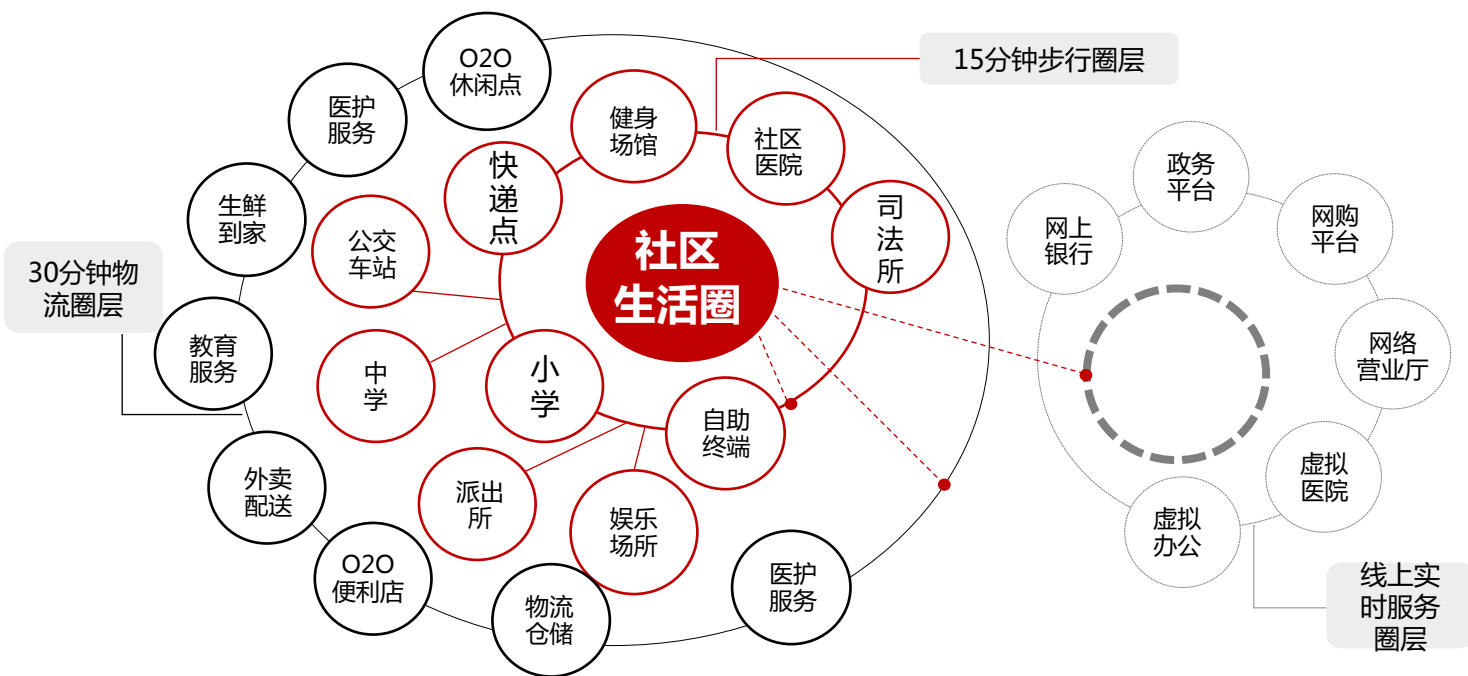 O2O
休闲点
15分钟步行圈层
医护
服务
健身
场馆
社区
医院
快
递
点
政务
平台
生鲜
到家
公交
车站
社区
生活圈
司
法
所
网上
银行
网购
平台
30分钟物
流圈层
教育
服务
中
学
小
学
网络
营业厅
自助
终端
外卖
配送
派出
所
娱乐
场所
虚拟
医院
虚拟
办公
O2O
便利店
物流
仓储
医护
服务
线上实
时服务
圈层